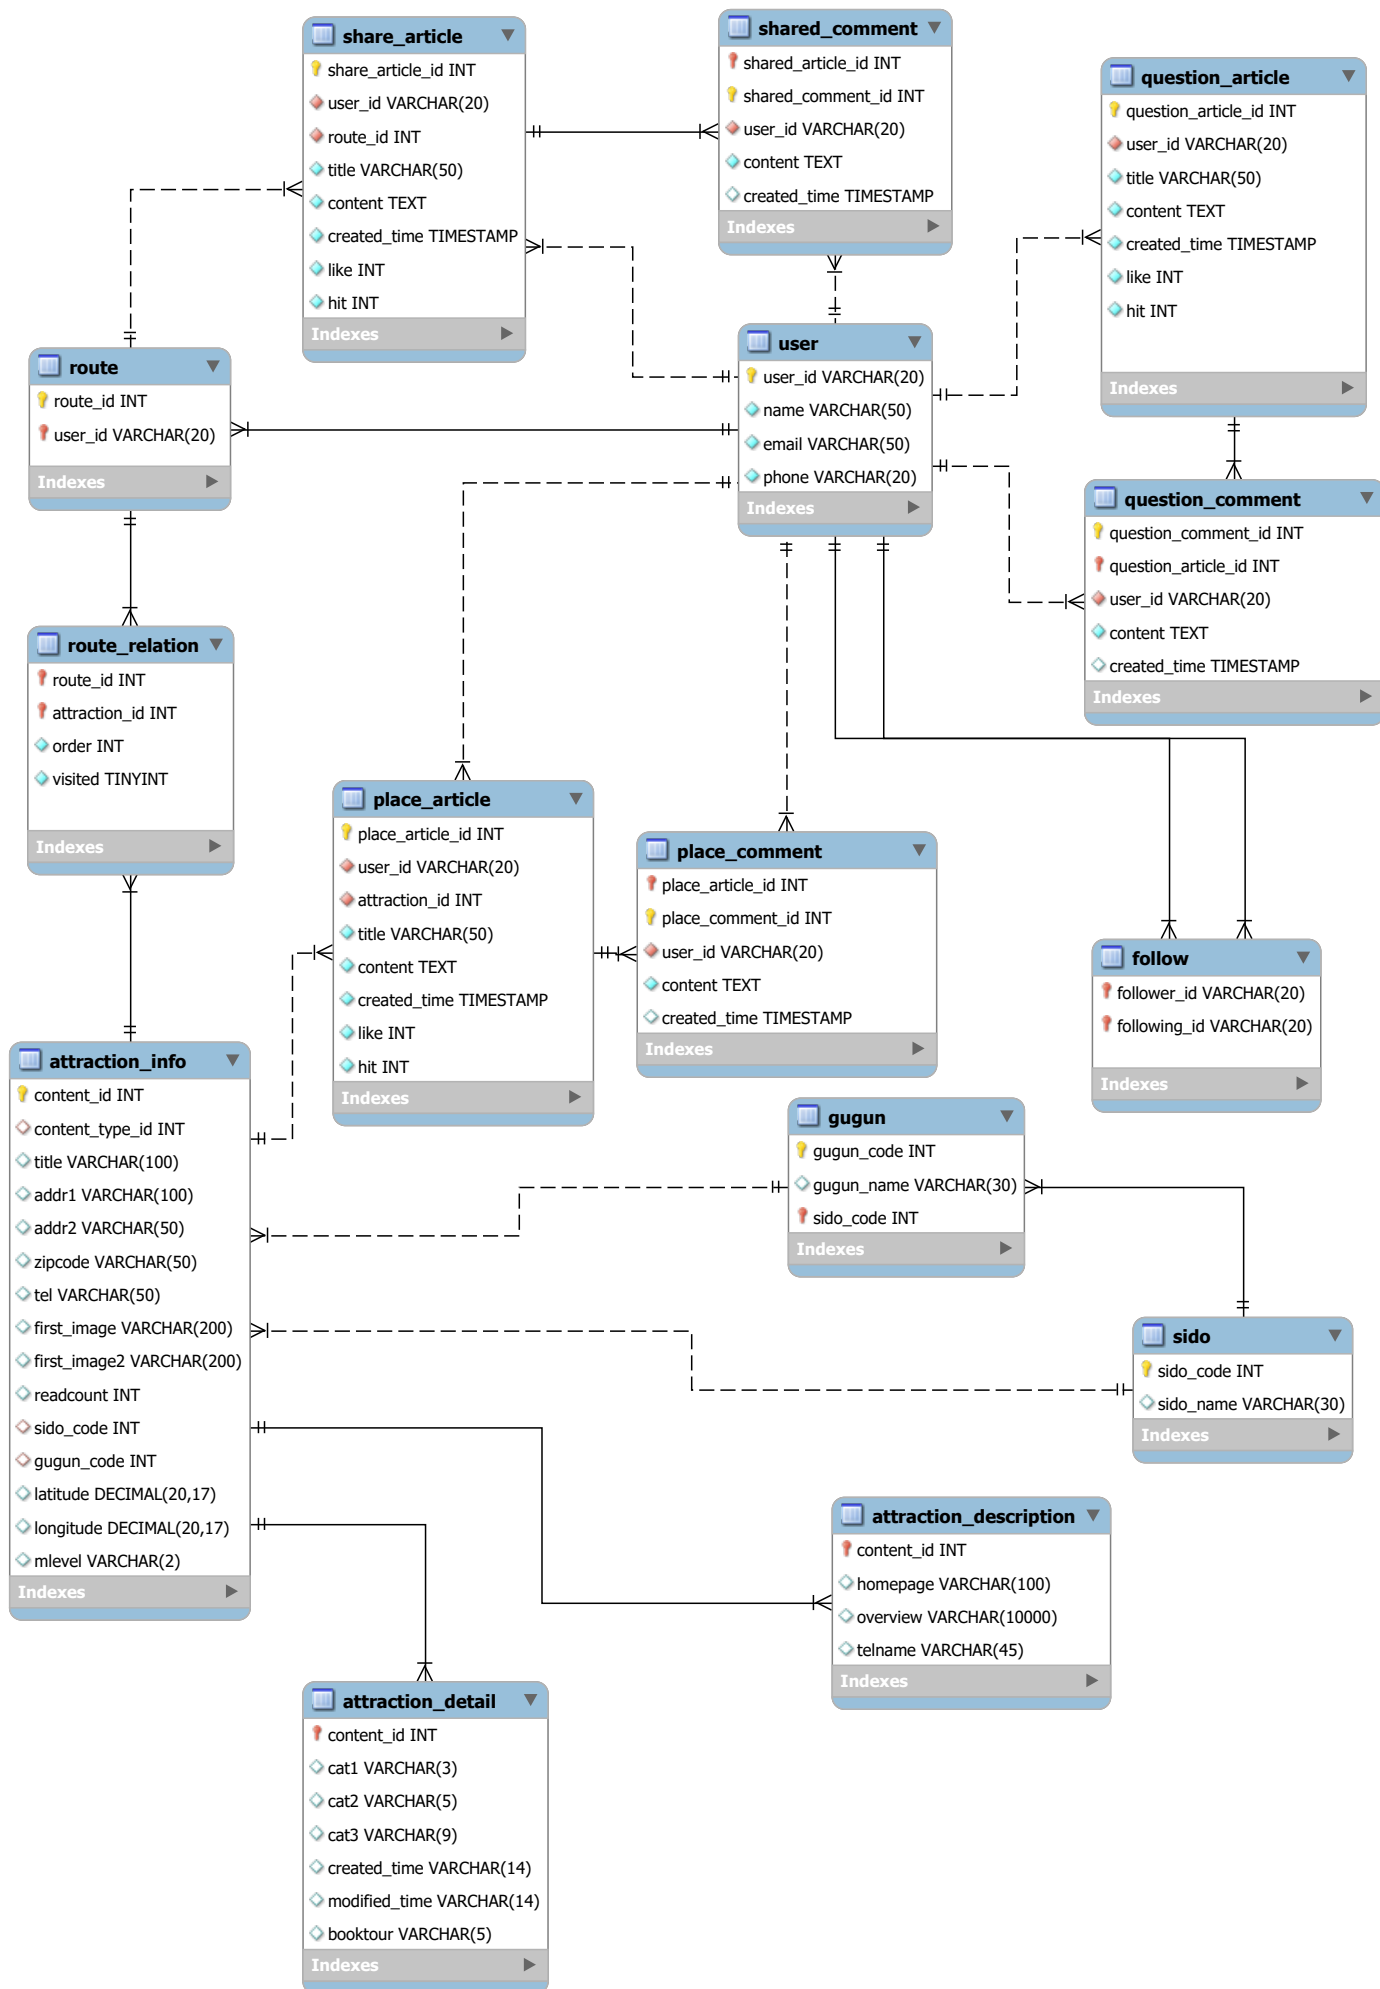 share_article
share_article_id INT
user_id VARCHAR(20)
route_id INT
title VARCHAR(50)
content TEXT
created_time TIMESTAMP
like INT
hit INT
Indexes
shared_comment
shared_article_id INT
shared_comment_id INT
user_id VARCHAR(20)
content TEXT
created_time TIMESTAMP
Indexes
question_article
question_article_id INT
user_id VARCHAR(20)
title VARCHAR(50)
content TEXT
created_time TIMESTAMP
like INT
hit INT
Indexes
route
route_id INT
user_id VARCHAR(20)
Indexes
user
user_id VARCHAR(20)
name VARCHAR(50)
email VARCHAR(50)
phone VARCHAR(20)
Indexes
question_comment
question_comment_id INT
question_article_id INT
user_id VARCHAR(20)
content TEXT
created_time TIMESTAMP
Indexes
route_relation
route_id INT
attraction_id INT
order INT
visited TINYINT
Indexes
place_article
place_article_id INT
user_id VARCHAR(20)
attraction_id INT
title VARCHAR(50)
content TEXT
created_time TIMESTAMP
like INT
hit INT
Indexes
place_comment
place_article_id INT
place_comment_id INT
user_id VARCHAR(20)
content TEXT
created_time TIMESTAMP
Indexes
follow
follower_id VARCHAR(20)
following_id VARCHAR(20)
Indexes
attraction_info
content_id INT
content_type_id INT
title VARCHAR(100)
addr1 VARCHAR(100)
addr2 VARCHAR(50)
zipcode VARCHAR(50)
tel VARCHAR(50)
first_image VARCHAR(200)
first_image2 VARCHAR(200)
readcount INT
sido_code INT
gugun_code INT
latitude DECIMAL(20,17)
longitude DECIMAL(20,17)
mlevel VARCHAR(2)
Indexes
gugun
gugun_code INT
gugun_name VARCHAR(30)
sido_code INT
Indexes
sido
sido_code INT
sido_name VARCHAR(30)
Indexes
attraction_description
content_id INT
homepage VARCHAR(100)
overview VARCHAR(10000)
telname VARCHAR(45)
Indexes
attraction_detail
content_id INT
cat1 VARCHAR(3)
cat2 VARCHAR(5)
cat3 VARCHAR(9)
created_time VARCHAR(14)
modified_time VARCHAR(14)
booktour VARCHAR(5)
Indexes